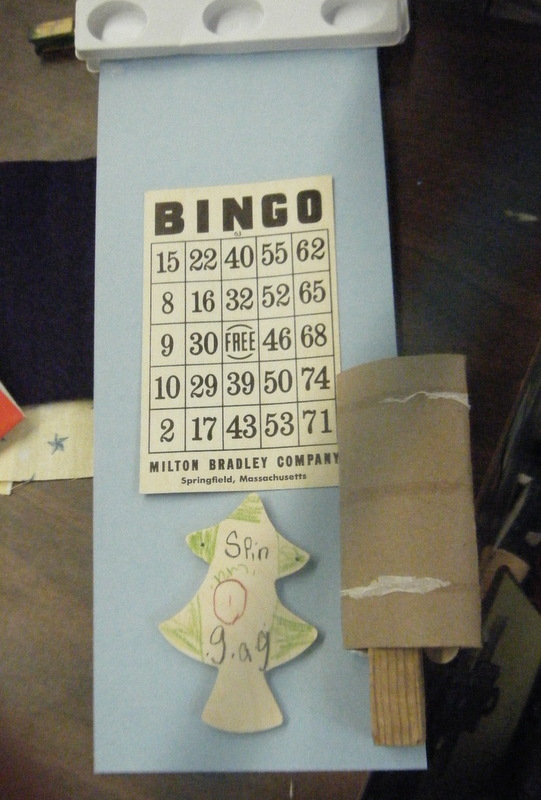 BINGO
63
15 22 40 55 62
8 16 32 52 65
9 30 FREE 46 68
10 29 39 50 74
2 17 43 53 71
MILTON BRADLEY COMPANY
Springfield, Massachusetts
Spin
1
g.ag